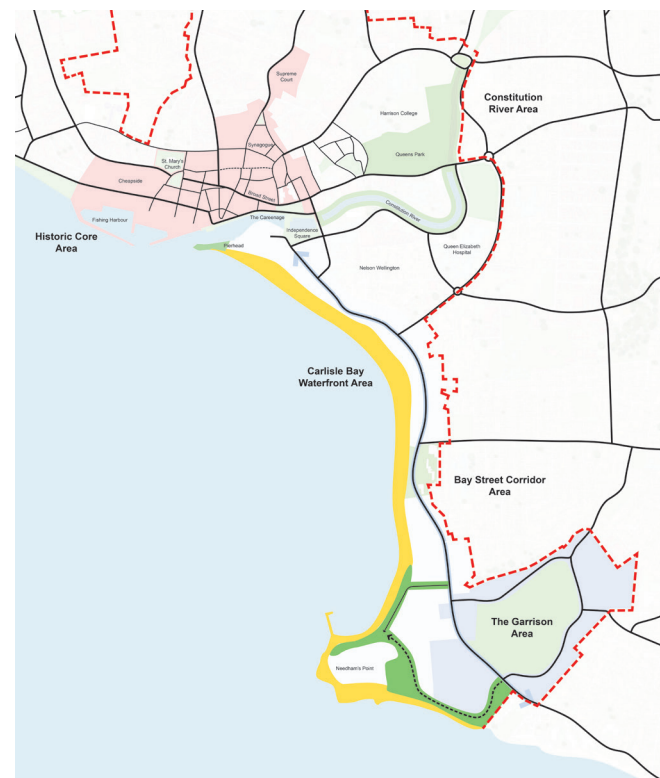 Supreme
Court
Harrison College
Constitution
River Area
Synagogue
St. Mary's
Church
Queens Park
Cheapside
Broad Street
Constitution River
The Careenage
Fishing Harbour
Independence
Square
Historic Core
Area
Pierhead
Queen Elizabeth
Hospital
Nelson Wellington
Carlisle Bay
Waterfront Area
Bay Street Corridor
Area
The Garrison
Area
Needham's Point